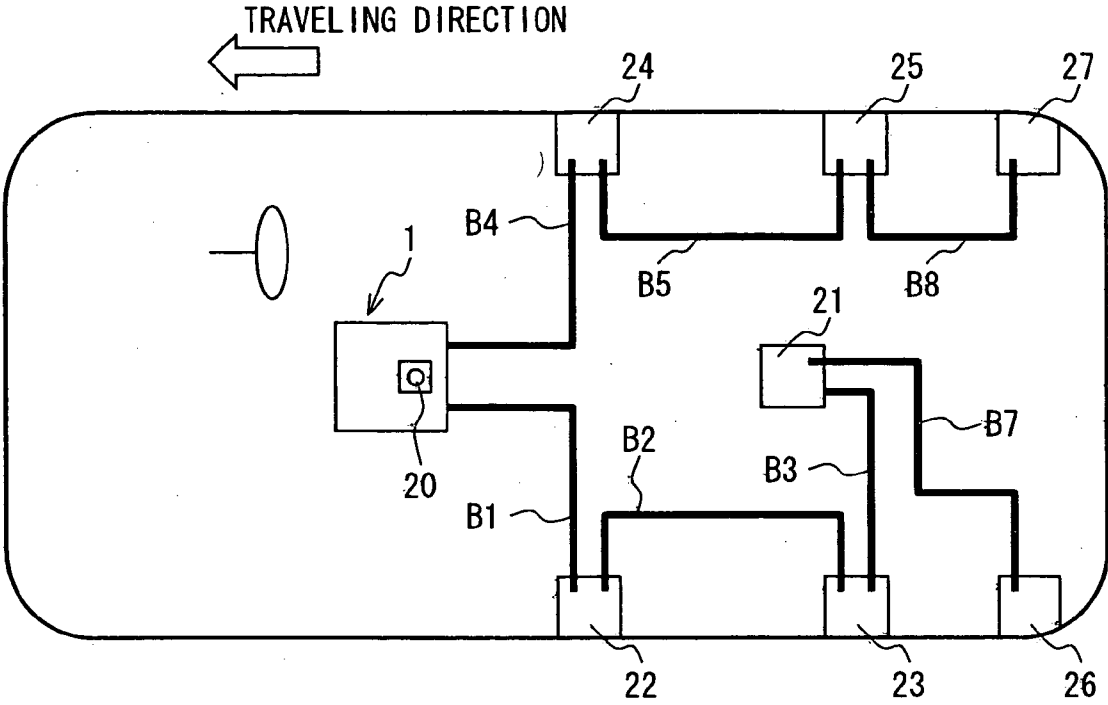 TRAVELING DIRECTION
24
25
27
B4
1
B5
B8
21
B7
B2
B3
20
B1
22
23
26